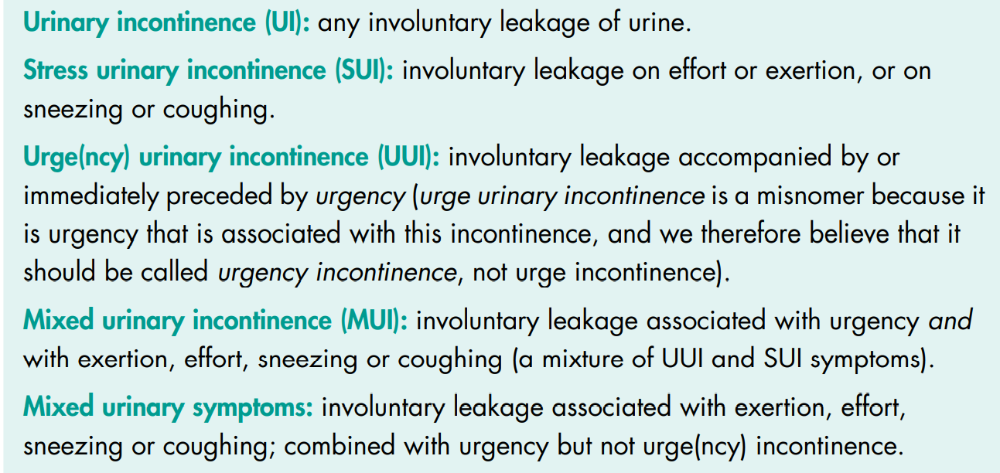 Urinary incontinence (UI): any involuntary leakage of urine.
Stress urinary incontinence (SUI): involuntary leakage on effort or exertion, or on
sneezing or coughing.
Urge(ncy) urinary incontinence (UUI): involuntary leakage accompanied by or
immediately preceded by urgency (urge urinary incontinence is a misnomer because it
is urgency that is associated with this incontinence, and we therefore believe that it
should be called urgency incontinence, not urge incontinence).
Mixed urinary incontinence (MUI): involuntary leakage associated with urgency and
with exertion, effort, sneezing or coughing (a mixture of UUI and SUI symptoms).
Mixed urinary symptoms: involuntary leakage associated with exertion, effort,
sneezing or coughing; combined with urgency but not urge(ncy) incontinence.